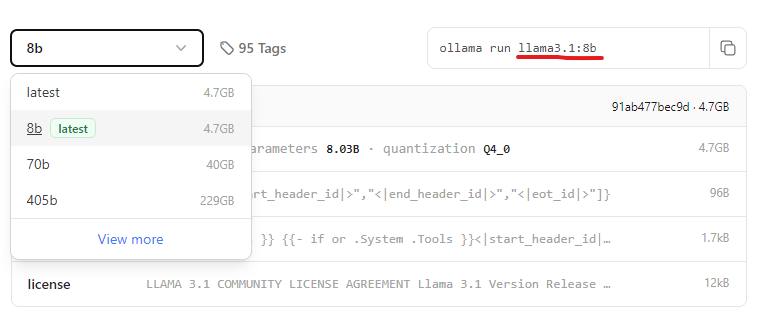 8b
95 Tags
ollama run llama3.1:8b
latest 4.7GB
91ab477bec9d · 4.7GB
8b latest 4.7GB
70b 40GB
405b 229GB
View more
arameters 8.03B · quantization Q4_0 4.7GB
art_header_id|>","<|end_header_id|>","<|eot_id|>"]} 96B
}} {{- if or .System .Tools }}<|start_header_id|… 1.7kB
license LLAMA 3.1 COMMUNITY LICENSE AGREEMENT Llama 3.1 Version Release … 12kB